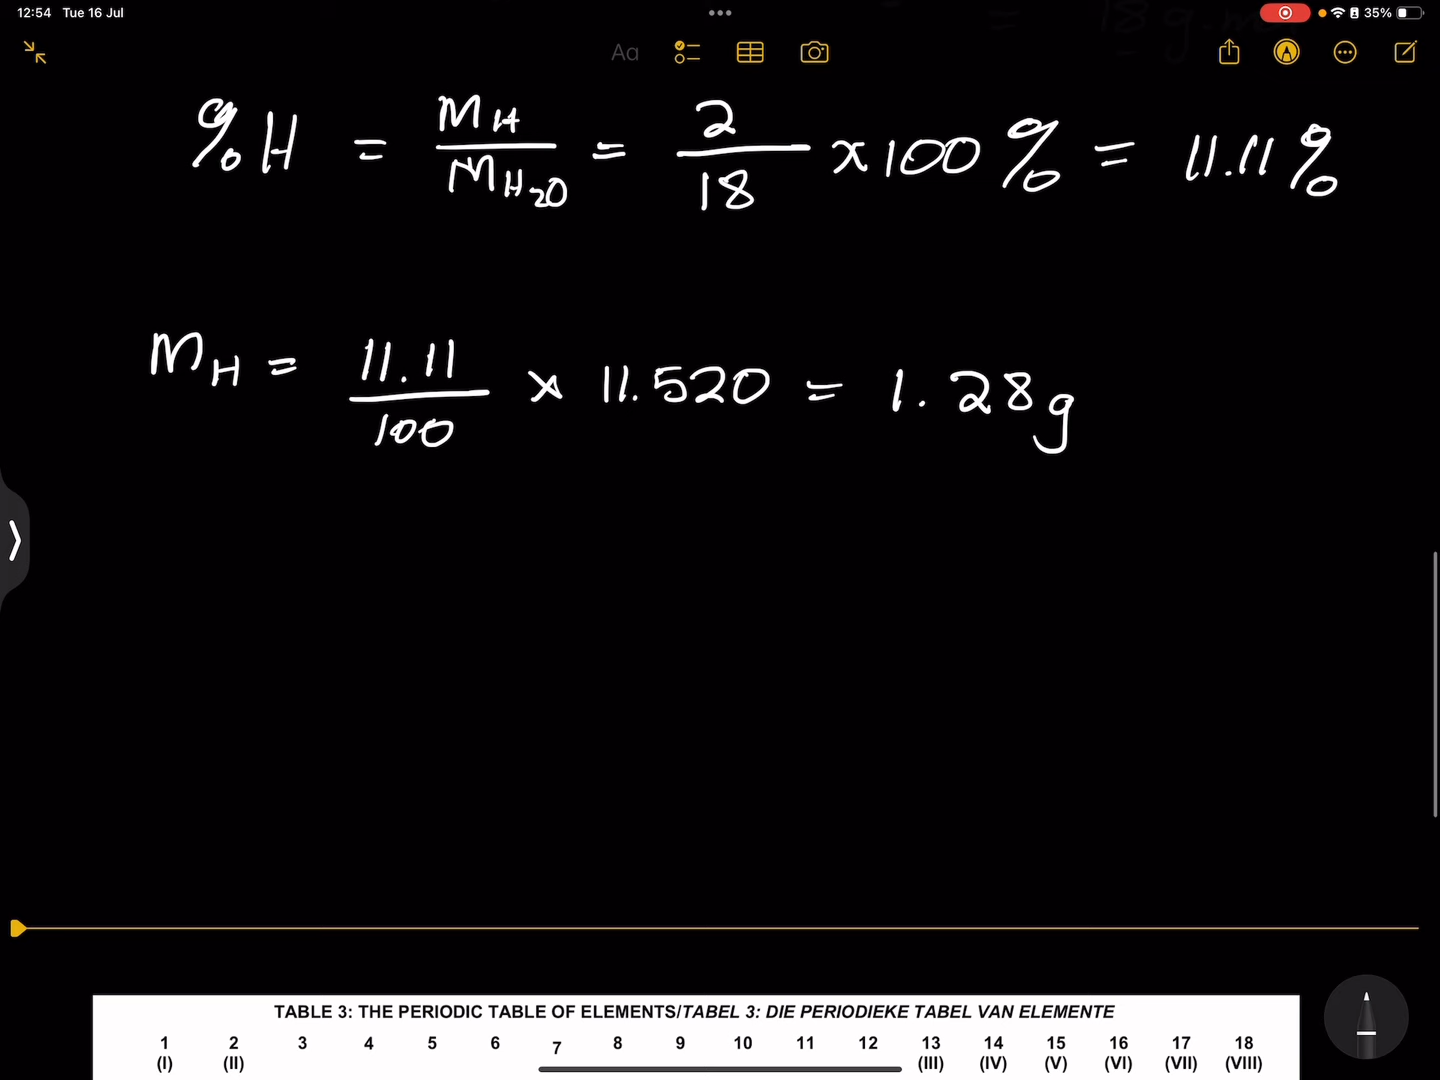 12:54 Tue 16 Jul
35%
= 18 g.m
Aa
%H = MH/MH₂O = 2/18 x100% = 11.11%
MH = 11.11/100 x 11.520 = 1.28g
TABLE 3: THE PERIODIC TABLE OF ELEMENTS/TABEL 3: DIE PERIODIEKE TABEL VAN ELEMENTE
1 2 3 4 5 6 7 8 9 10 11 12 13 14 15 16 17 18
(I) (II) (III) (IV) (V) (VI) (VII) (VIII)